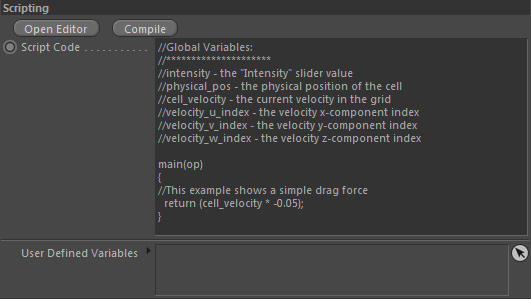 Scripting
Open Editor Compile
Script Code . . . . . . . . . . .
//Global Variables:
//*********************
//intensity - the "Intensity" slider value
//physical_pos - the physical position of the cell
//cell_velocity - the current velocity in the grid
//velocity_u_index - the velocity x-component index
//velocity_v_index - the velocity y-component index
//velocity_w_index - the velocity z-component index
main(op)
{
//This example shows a simple drag force
return (cell_velocity * -0.05);
}
User Defined Variables